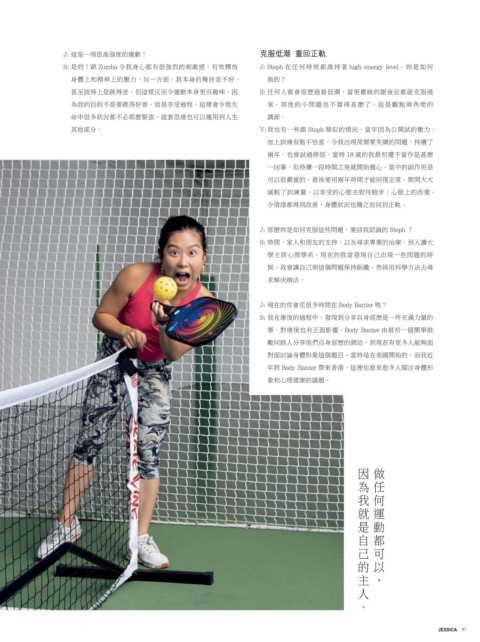 J: 這是一項很高強度的運動！
S: 是的！跳 Zumba 令我身心都有很強烈的刺激感，有效釋放
身體上和精神上的壓力。另一方面，我本身的舞技並不好，
甚至說得上是跳得差，但這樣反而令運動本身更有趣味，因
為我的目的不是要跳得好看，而是享受過程。這樣會令我生
命中很多狀況都不必那麼緊張，這套思維也可以運用到人生
其他部分。
克服低潮 重回正軌
J: Steph 在任何時候都維持著 high energy level，妳是如何
做的？
S: 任何人都會經歷過最低潮，當更嚴峻的飲食症都能克服過
來，其他的小問題也不算得甚麼了，這是觀點與角度的
調節。
V: 我也有一些跟 Steph 類似的情況，當年因為公開試的壓力，
加上訓練有點不恰當，令我出現荷爾蒙失調的問題，持續了
兩年，也曾試過停經。當時 18 歲的我最初覺不當作是甚麼
一回事，但持續一段時間之後就開始擔心，當中的副作用是
可以很嚴重的，最後要用兩年時間才能回復正常。期間大大
減輕了訓練量，以享受的心態去對待跑步；心態上的改變，
令情緒都得到改善，身體狀況也隨之而回到正軌。
J: 那麼妳是如何克服這些問題，變回我認識的 Steph ？
S: 時間、家人和朋友的支持，以及尋求專業的治療，到入讀大
學主修心理學系，現在的我當發現自己出現一些問題的時
候，我會讓自己與這個問題保持距離，然後用科學方法去尋
求解決辦法。
J: 現在的你會花很多時間在 Body Banter 嗎？
S: 我在康復的過程中，發現到分享自身經歷是一件充滿力量的
事，對康復也有正面影響。Body Banter 由最初一個簡單鼓
勵同路人分享他們自身經歷的網站，到現在有更多人能夠面
對面討論身體形象這個題目。當時是在美國開始的，而我近
年將 Body Banter 帶來香港，這裡也愈來愈多人關注身體形
象和心理健康的議題。
做任何運動都可以，
因為我就是自己的主人。
JESSICA 61